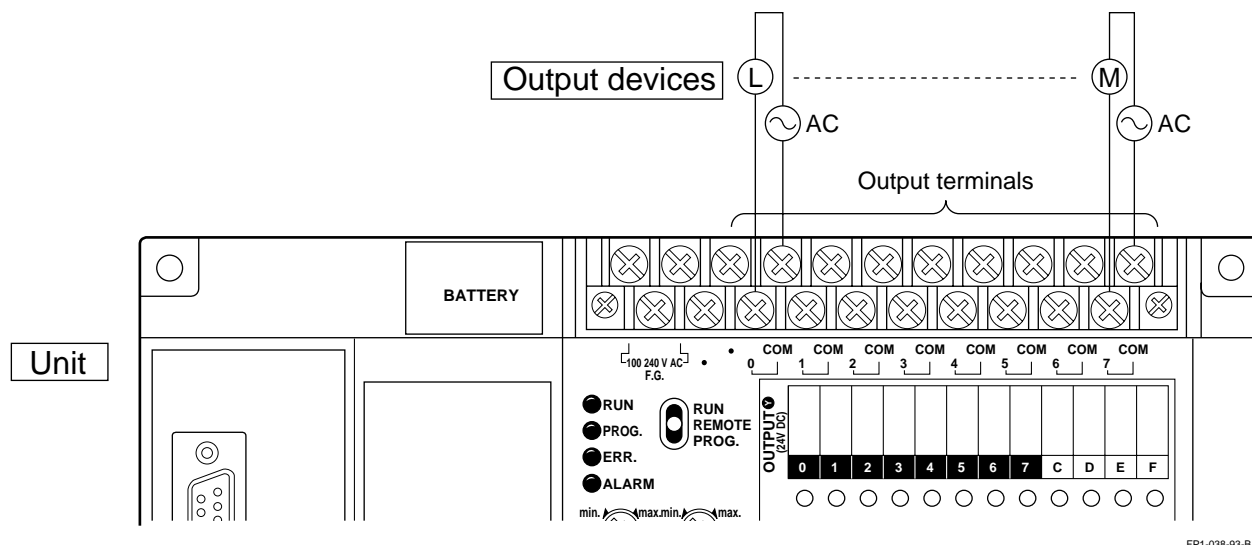 Output devices
L
M
AC
AC
Output terminals
BATTERY
Unit
100 240 V AC
F.G.
COM COM COM COM COM COM COM COM
0 1 2 3 4 5 6 7
RUN
PROG.
ERR.
ALARM
RUN
REMOTE
PROG.
OUTPUT Y
(24V DC)
0 1 2 3 4 5 6 7 C D E F
min. max. min. max.
FP1-038-93-B